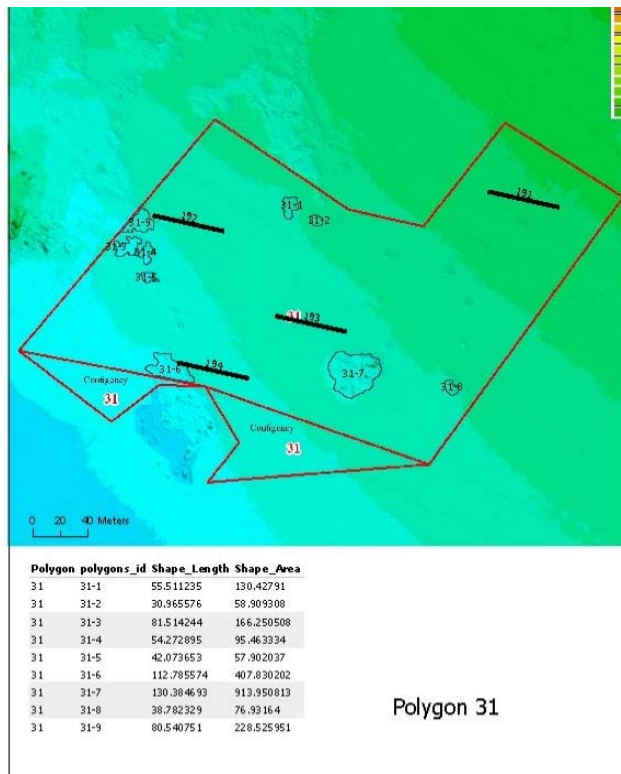 191
31-1
31-2
192
31-9
31-3
31-4
31-5
31
193
194
31-6
31-7
31-8
Contigency
31
Contigency
31
0 20 40 Meters
Polygon polygons_id Shape_Length Shape_Area
31 31-1 55.511235 130.42791
31 31-2 30.965576 58.909308
31 31-3 81.514244 166.250508
31 31-4 54.272895 95.463334
31 31-5 42.073653 57.902037
31 31-6 112.785574 407.830202
31 31-7 130.384693 913.950813
31 31-8 38.782329 76.93164
31 31-9 80.540751 228.525951
Polygon 31